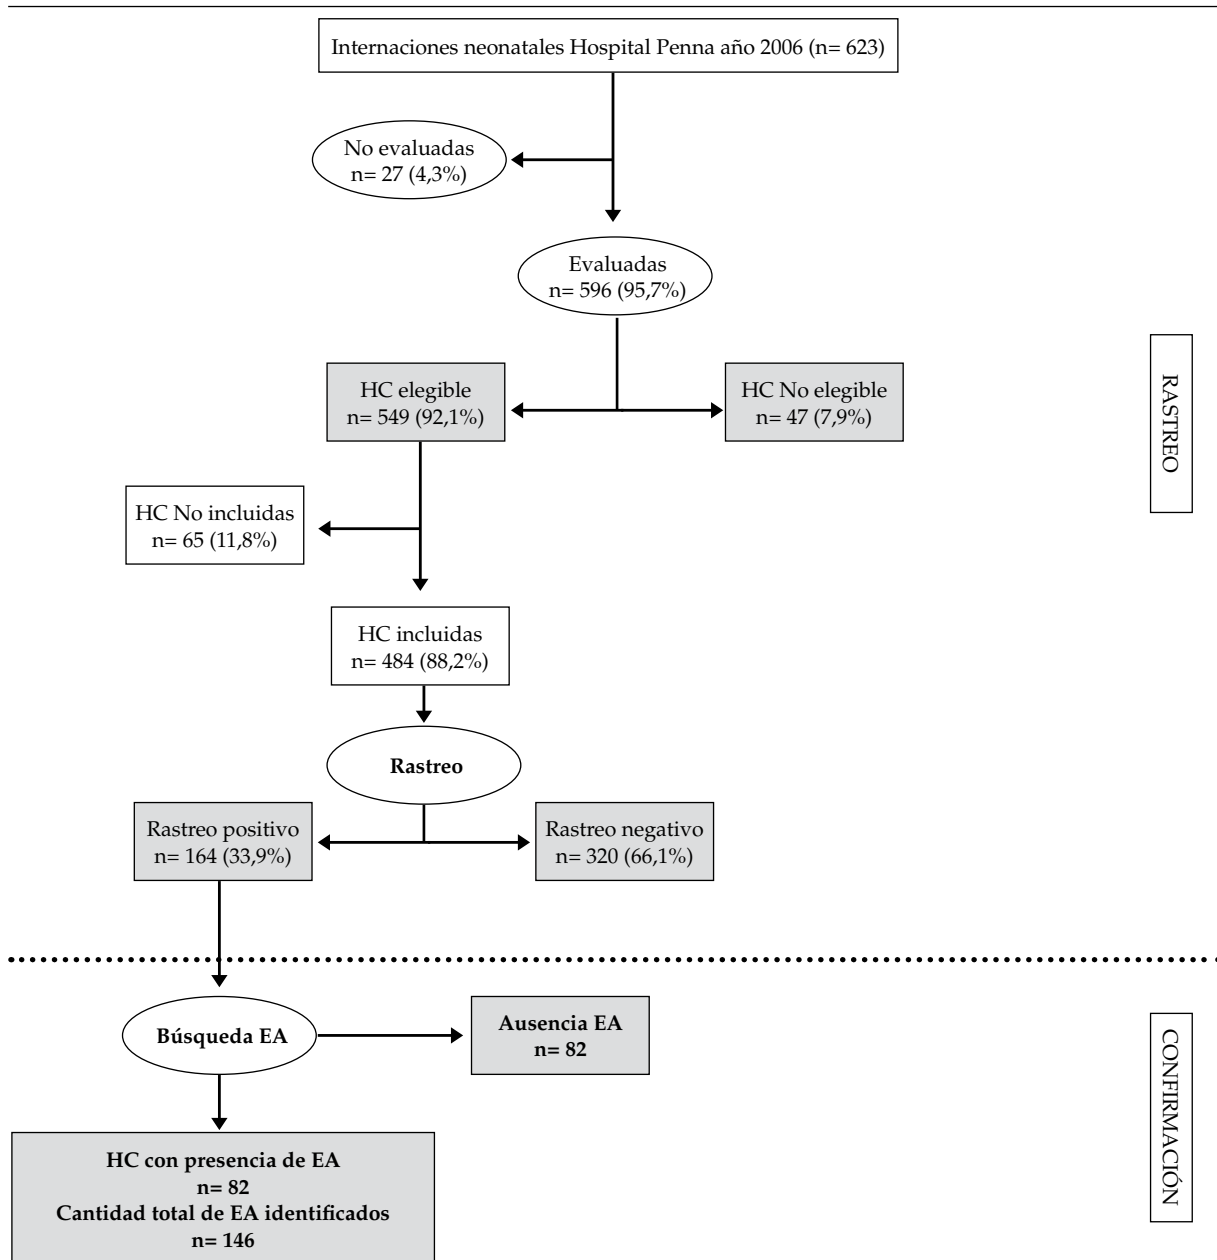 Internaciones neonatales Hospital Penna año 2006 (n= 623)
No evaluadas
n= 27 (4,3%)
Evaluadas
n= 596 (95,7%)
HC elegible
n= 549 (92,1%)
HC No elegible
n= 47 (7,9%)
RASTREO
HC No incluidas
n= 65 (11,8%)
HC incluidas
n= 484 (88,2%)
Rastreo
Rastreo positivo
n= 164 (33,9%)
Rastreo negativo
n= 320 (66,1%)
Búsqueda EA
Ausencia EA
n= 82
CONFIRMACIÓN
HC con presencia de EA
n= 82
Cantidad total de EA identificados
n= 146